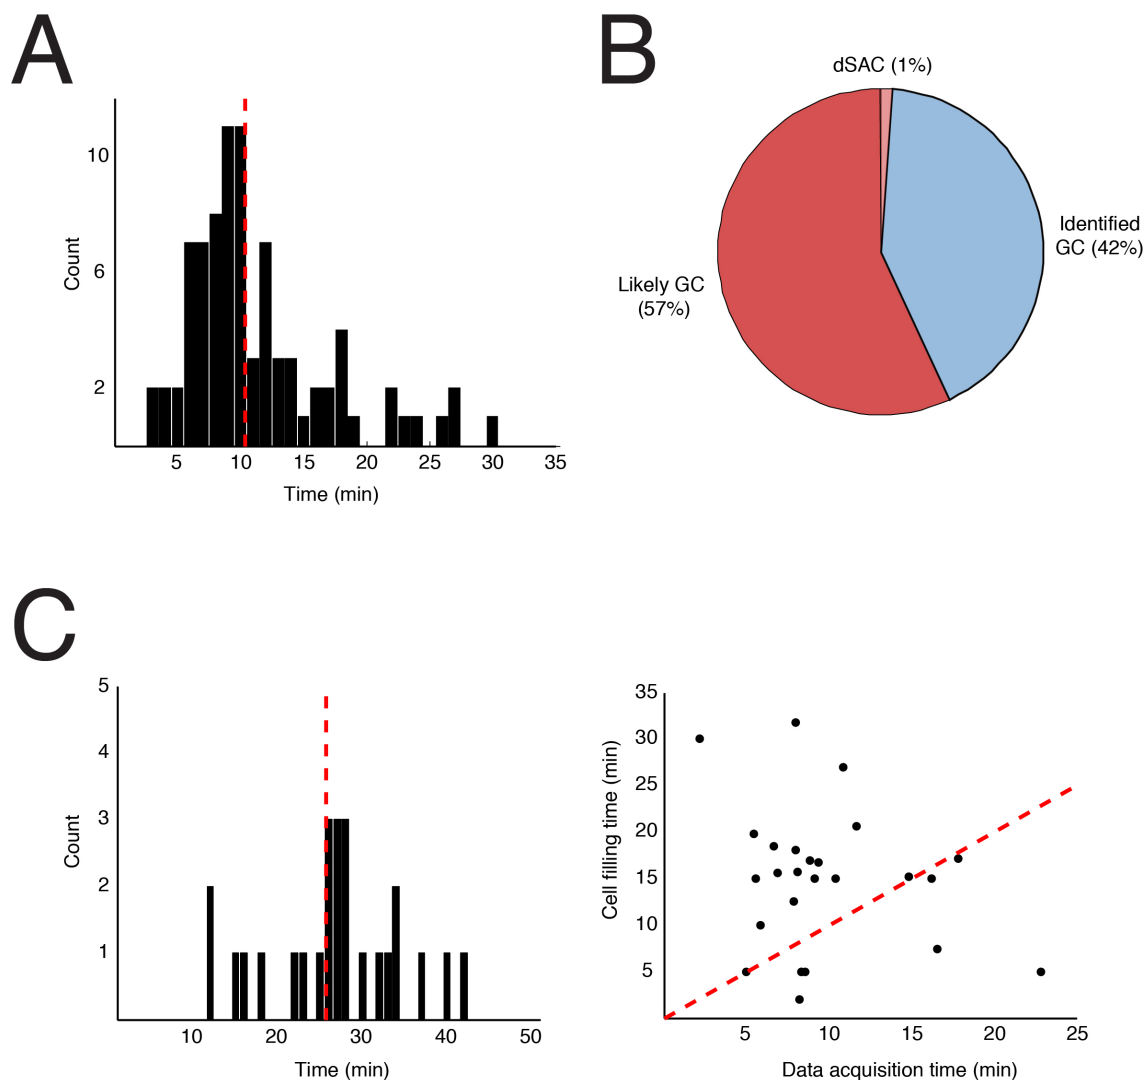 A
10
6
2
Count
5 10 15 20 25 30 35
Time (min)
B
dSAC (1%)
Identified
GC (42%)
Likely GC
(57%)
C
5
4
3
2
1
Count
10 20 30 40 50
Time (min)
35
30
25
20
15
10
5
Cell filling time (min)
5 10 15 20 25
Data acquisition time (min)